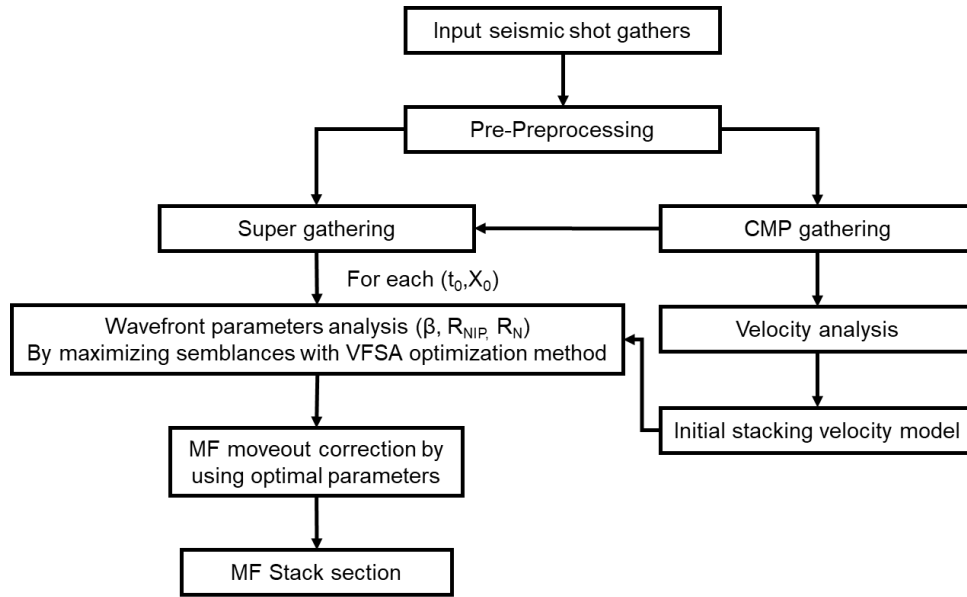 Input seismic shot gathers
Pre-Preprocessing
Super gathering
CMP gathering
For each (t₀,X₀)
Wavefront parameters analysis (β, R_NIP, R_N)
By maximizing semblances with VFSA optimization method
Velocity analysis
Initial stacking velocity model
MF moveout correction by
using optimal parameters
MF Stack section